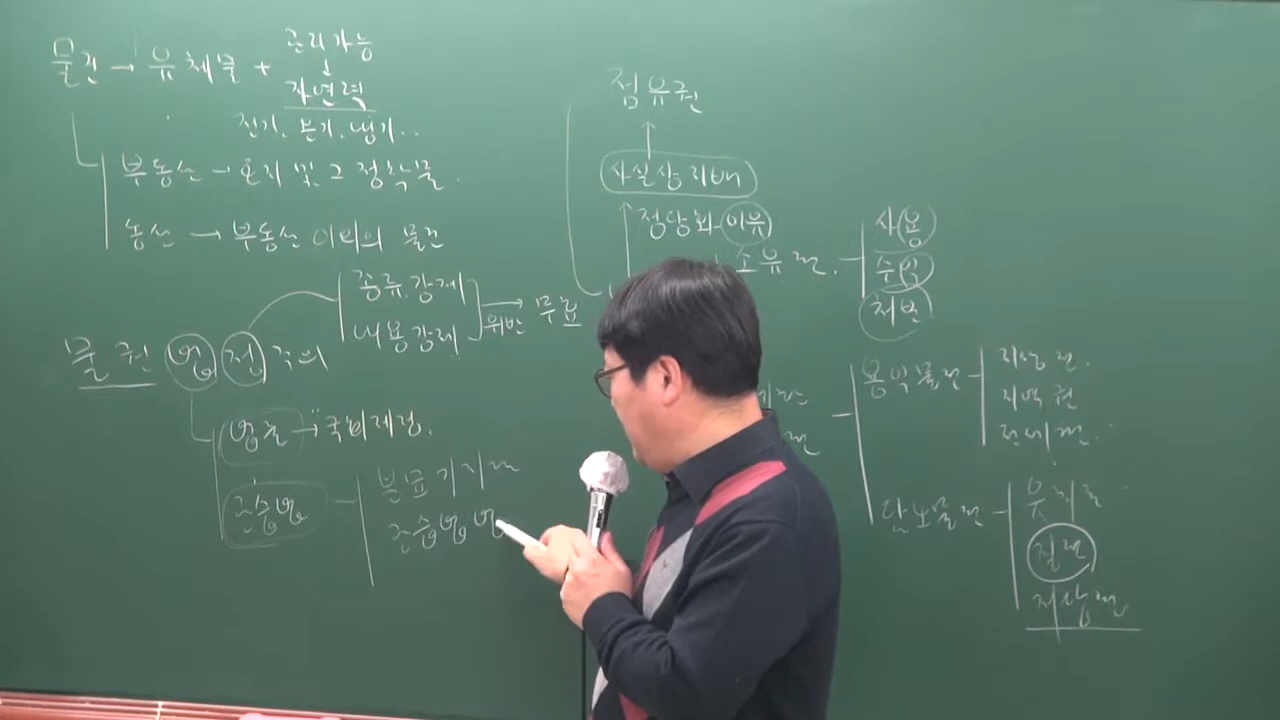 물건 → 유체물 + 관리가능
↓
자연력
전기. 온기. 냉기..
부동산 → 토지 및 그 정착물.
동산 → 부동산 이외의 물건
종류강제
내용강제
위반 → 무효
물권 법정주의
법률 → 국회제정.
관습법
분묘기지권
관습법 법
점유권
↑
사실상지배
정당화 이유
소유권.
사용
수익
처분
용익물권
지상권.
지역권
전세권.
담보물권
유치권
질권
저당권